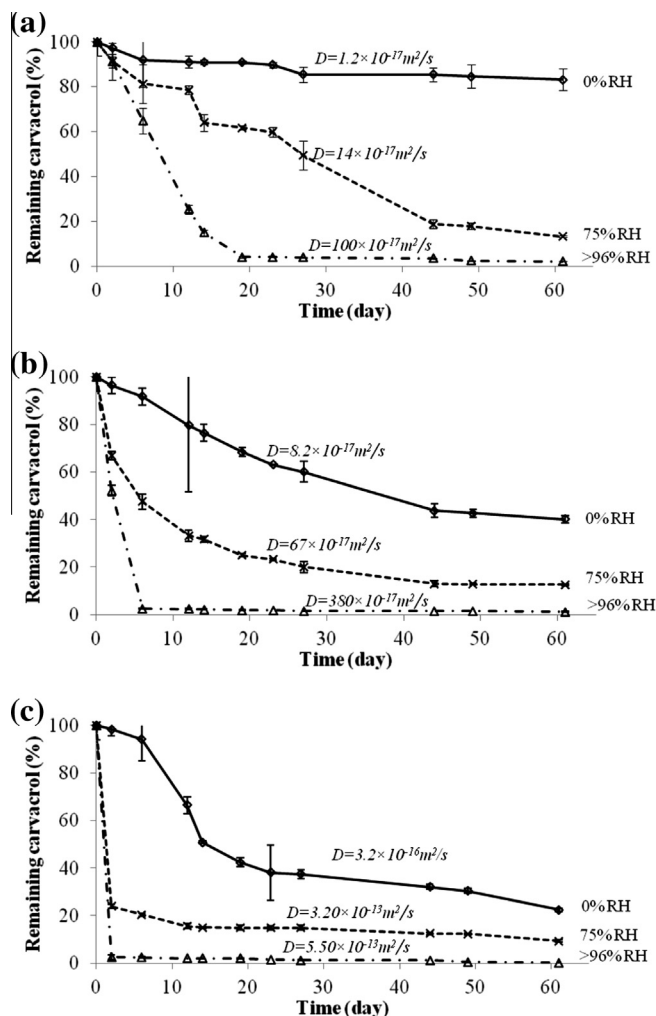 (a)
Remaining carvacrol (%)
100
80
60
40
20
0
D=1.2×10⁻¹⁷m²/s
0%RH
D=14×10⁻¹⁷m²/s
D=100×10⁻¹⁷m²/s
75%RH
>96%RH
0 10 20 30 40 50 60
Time (day)
(b)
Remaining carvacrol (%)
100
80
60
40
20
0
D=8.2×10⁻¹⁷m²/s
0%RH
D=67×10⁻¹⁷m²/s
75%RH
D=380×10⁻¹⁷m²/s
>96%RH
0 10 20 30 40 50 60
Time (day)
(c)
Remaining carvacrol (%)
100
80
60
40
20
0
D=3.2×10⁻¹⁶m²/s
0%RH
D=3.20×10⁻¹³m²/s
75%RH
D=5.50×10⁻¹³m²/s
>96%RH
0 10 20 30 40 50 60
Time (day)